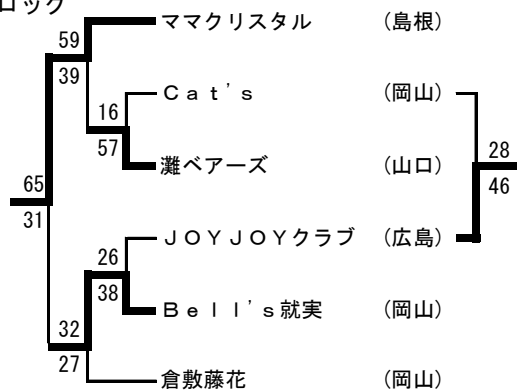 ロック
59 ママクリスタル (島根)
39
16 Ｃａｔ'ｓ (岡山)
57 28
灘ベアーズ (山口)
65 46
31
ＪＯＹＪＯＹクラブ (広島)
26
38
Ｂｅｌｌ'ｓ就実 (岡山)
32
27
倉敷藤花 (岡山)